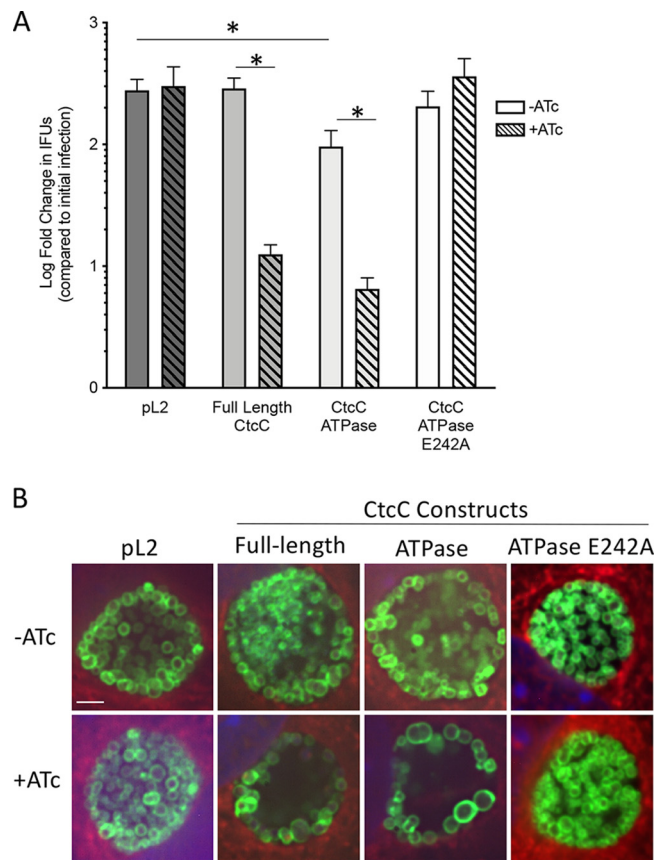 A
3
2
1
0
Log Fold Change in IFUs
(compared to initial infection)
*
*
*
-ATc
+ATc
pL2
Full Length
CtcC
CtcC
ATPase
CtcC
ATPase
E242A
B
CtcC Constructs
pL2
Full-length
ATPase
ATPase E242A
-ATc
+ATc